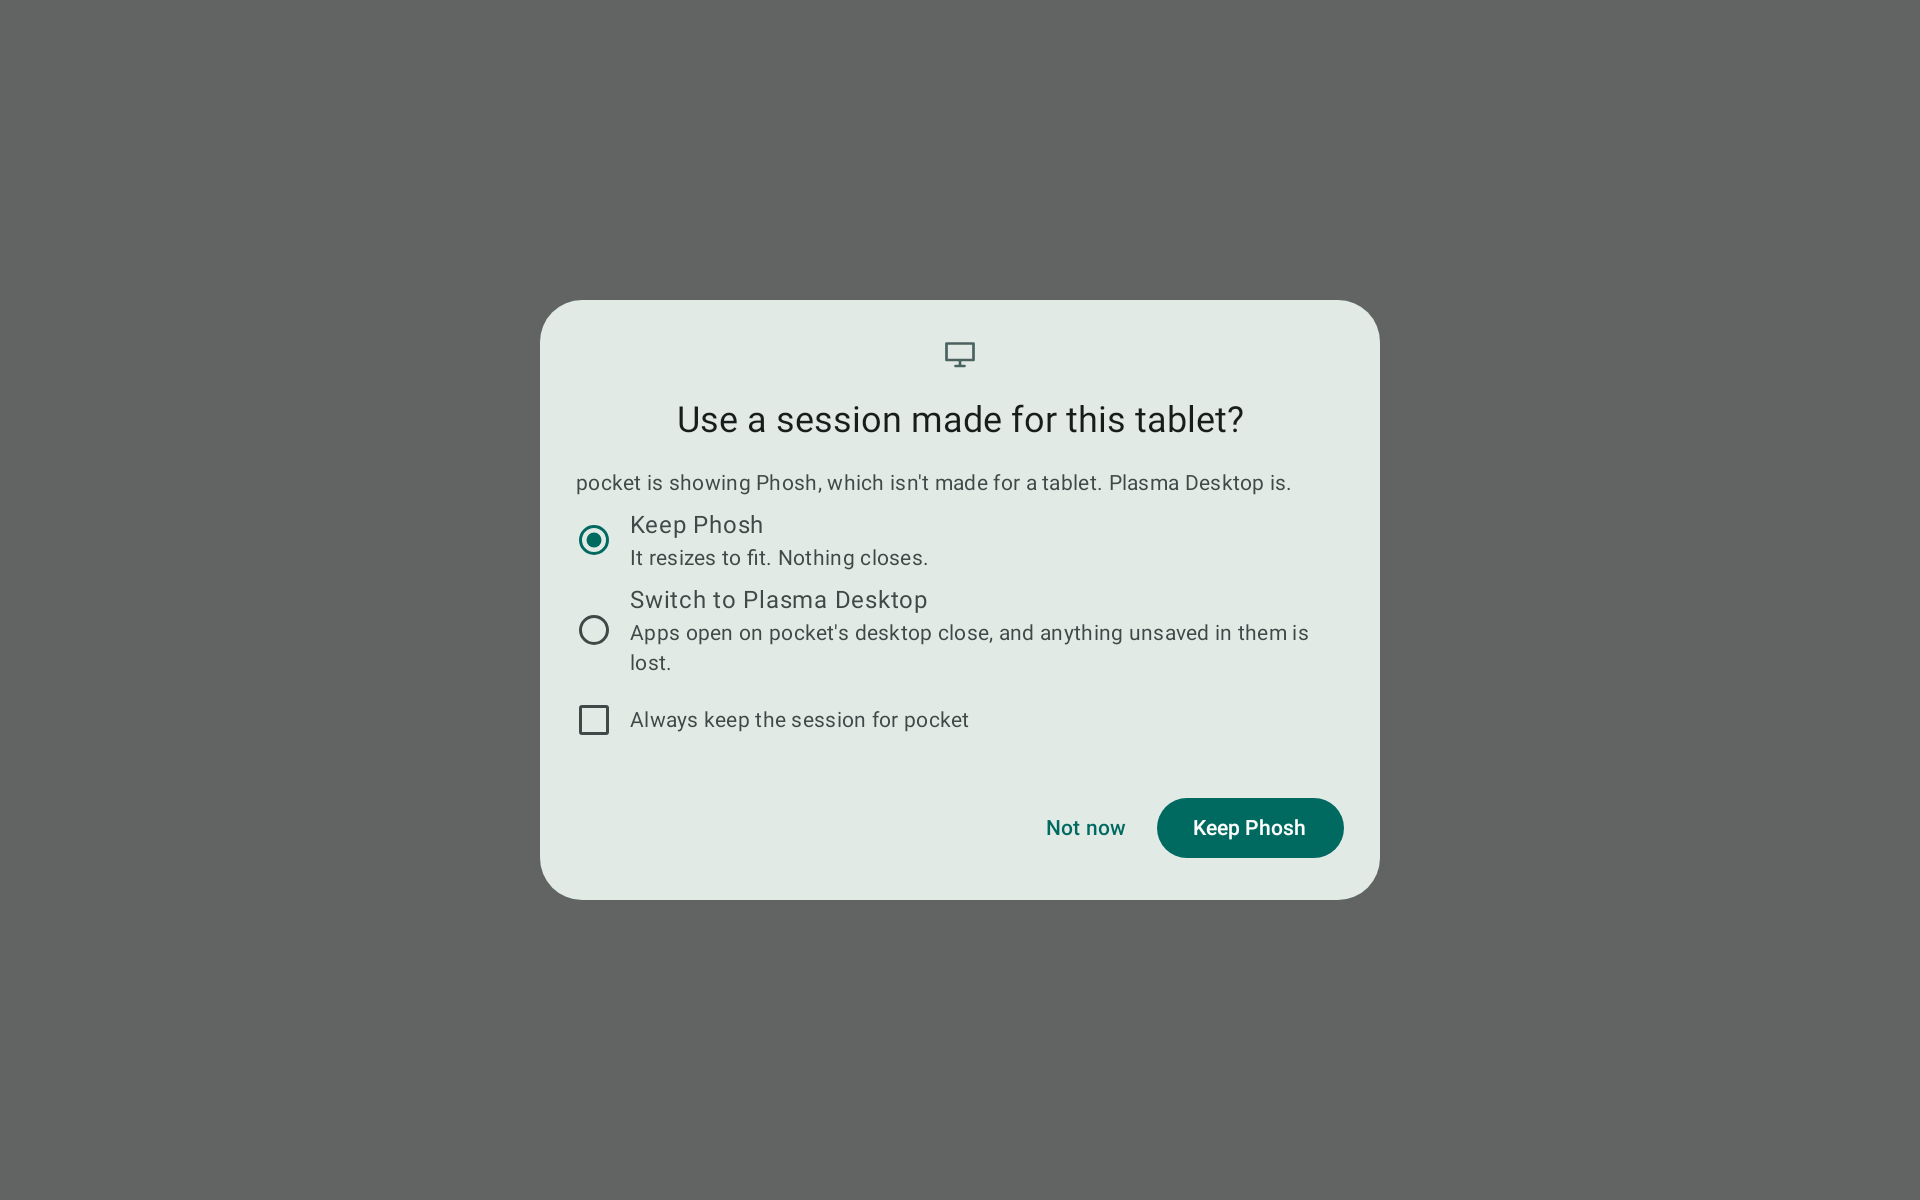 Use a session made for this tablet?
pocket is showing Phosh, which isn't made for a tablet. Plasma Desktop is.
Keep Phosh
It resizes to fit. Nothing closes.
Switch to Plasma Desktop
Apps open on pocket's desktop close, and anything unsaved in them is
lost.
Always keep the session for pocket
Not now
Keep Phosh